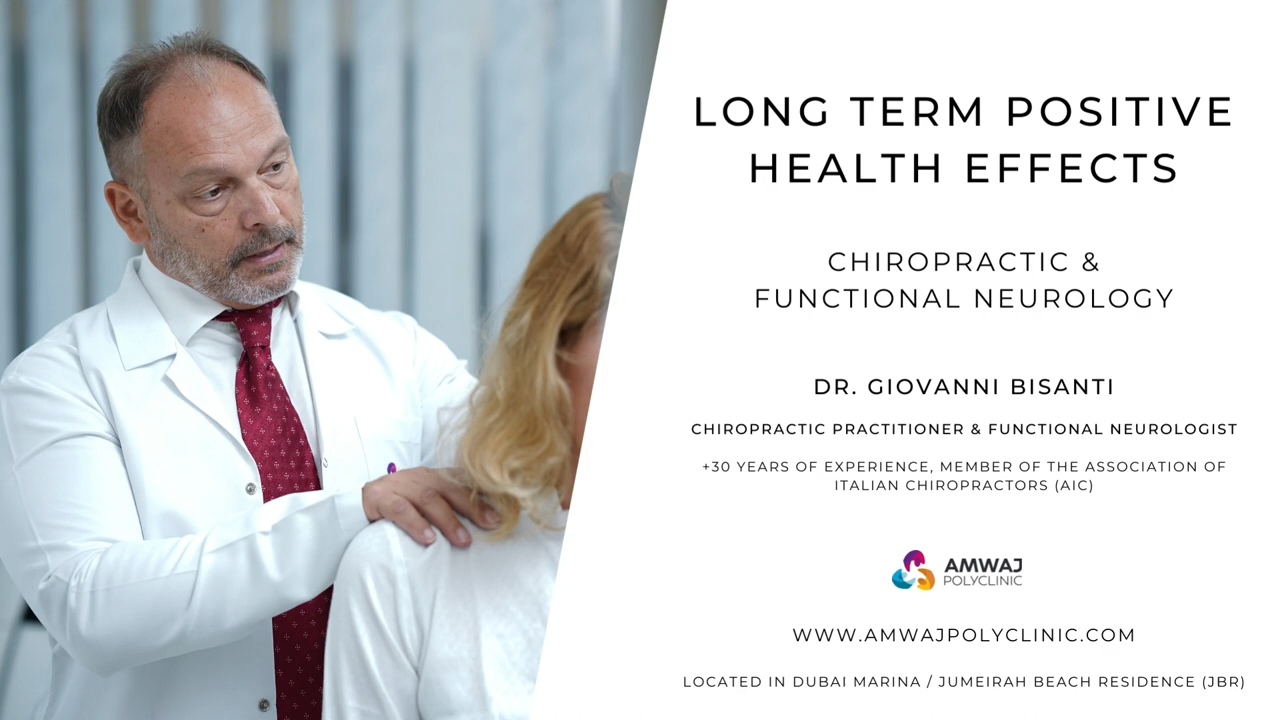 LONG TERM POSITIVE
HEALTH EFFECTS
CHIROPRACTIC &
FUNCTIONAL NEUROLOGY
DR. GIOVANNI BISANTI
CHIROPRACTIC PRACTITIONER & FUNCTIONAL NEUROLOGIST
+30 YEARS OF EXPERIENCE, MEMBER OF THE ASSOCIATION OF
ITALIAN CHIROPRACTORS (AIC)
AMWAJ
POLYCLINIC
WWW.AMWAJPOLYCLINIC.COM
LOCATED IN DUBAI MARINA / JUMEIRAH BEACH RESIDENCE (JBR)